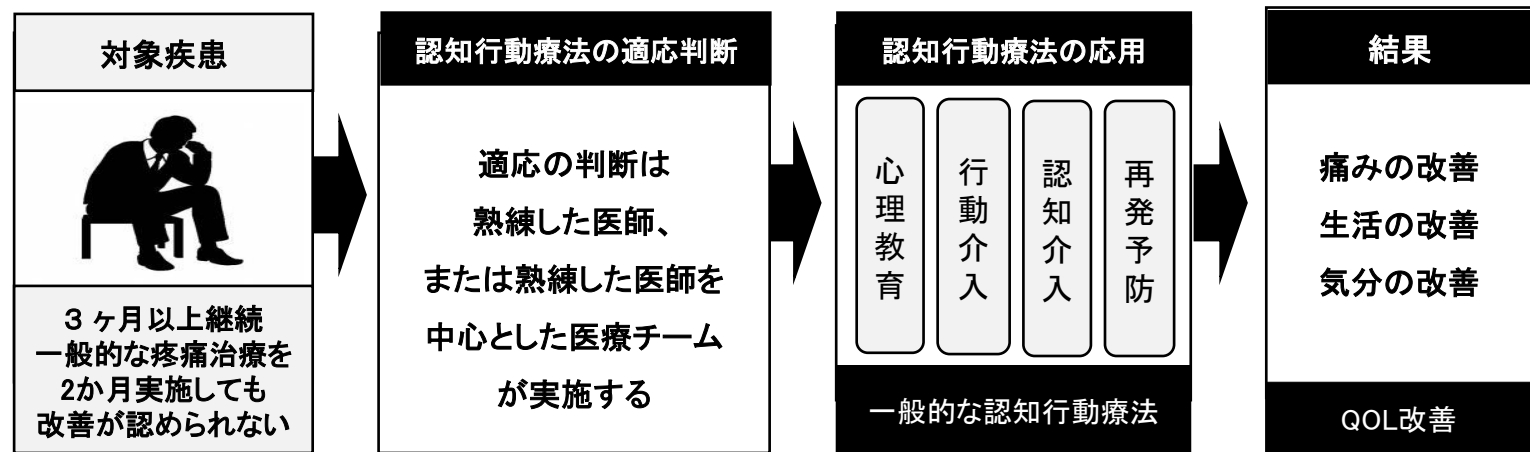 対象疾患
3ヶ月以上継続
一般的な疼痛治療を
2か月実施しても
改善が認められない
認知行動療法の適応判断
適応の判断は
熟練した医師、
または熟練した医師を
中心とした医療チーム
が実施する
認知行動療法の応用
心理教育
行動介入
認知介入
再発予防
一般的な認知行動療法
結果
痛みの改善
生活の改善
気分の改善
QOL改善